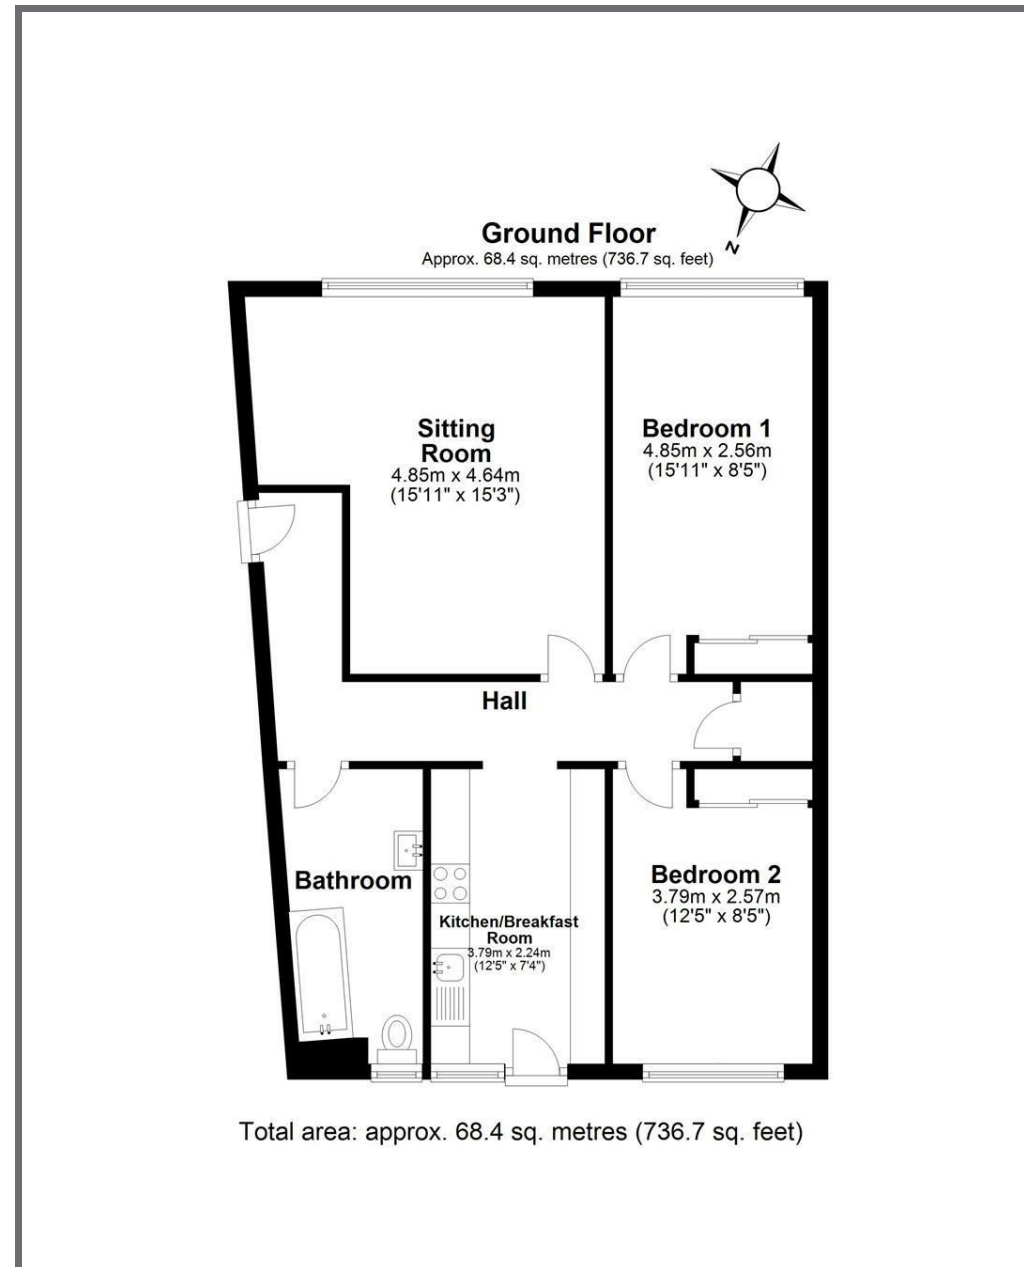 N
Ground Floor
Approx. 68.4 sq. metres (736.7 sq. feet)
Sitting
Room
4.85m x 4.64m
(15'11" x 15'3")
Bedroom 1
4.85m x 2.56m
(15'11" x 8'5")
Hall
Bathroom
Kitchen/Breakfast
Room
3.79m x 2.24m
(12'5" x 7'4")
Bedroom 2
3.79m x 2.57m
(12'5" x 8'5")
Total area: approx. 68.4 sq. metres (736.7 sq. feet)